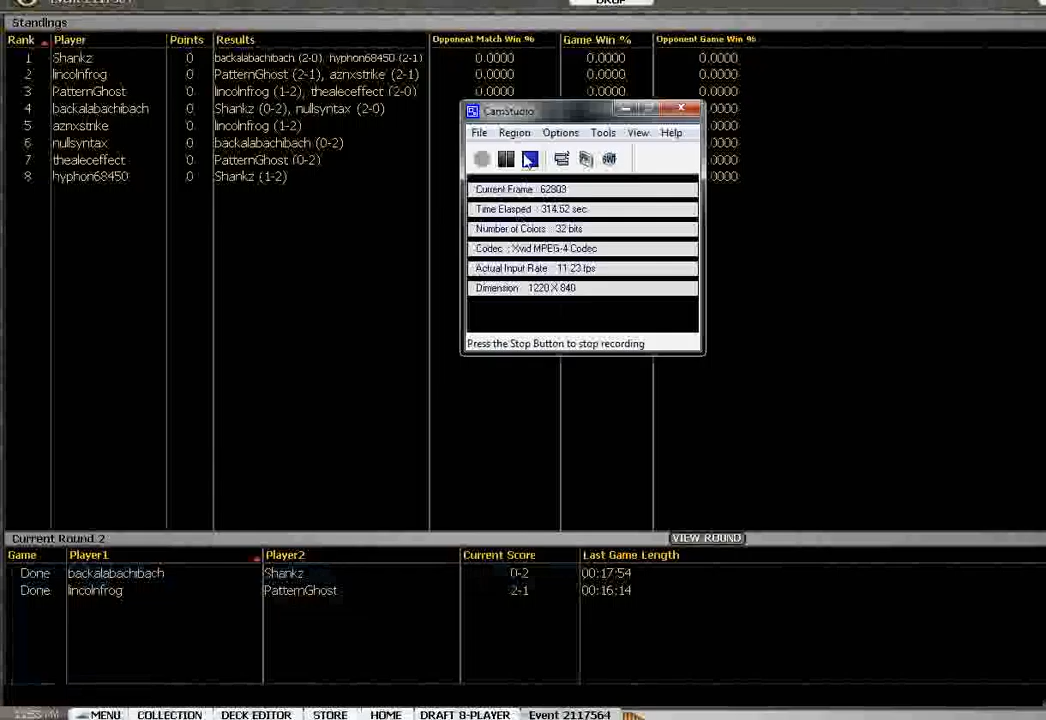 DROP
Standings
Rank Player Points Results Opponent Match Win % Game Win % Opponent Game Win %
1 Shankz 0 backalabachibach (2-0), hyphon68450 (2-1) 0.0000 0.0000 0.0000
2 lincolnfrog 0 PatternGhost (2-1), aznxstrike (2-1) 0.0000 0.0000 0.0000
3 PatternGhost 0 lincolnfrog (1-2), thealeceffect (2-0) 0.0000 0.0000 0.0000
4 backalabachibach 0 Shankz (0-2), nullsyntax (2-0)
5 aznxstrike 0 lincolnfrog (1-2)
6 nullsyntax 0 backalabachibach (0-2)
7 thealeceffect 0 PatternGhost (0-2)
8 hyphon68450 0 Shankz (1-2) 0.0000
CamStudio
File Region Options Tools View Help
Current Frame : 62803
Time Elasped : 314.52 sec
Number of Colors : 32 bits
Codec : Xvid MPEG-4 Codec
Actual Input Rate 11.23 fps
Dimension 1220 X 840
Press the Stop Button to stop recording
Current Round 2 VIEW ROUND
Game Player1 Player2 Current Score Last Game Length
Done backalabachibach Shankz 0-2 00:17:54
Done lincolnfrog PatternGhost 2-1 00:16:14
MENU COLLECTION DECK EDITOR STORE HOME DRAFT 8-PLAYER Event 2117564